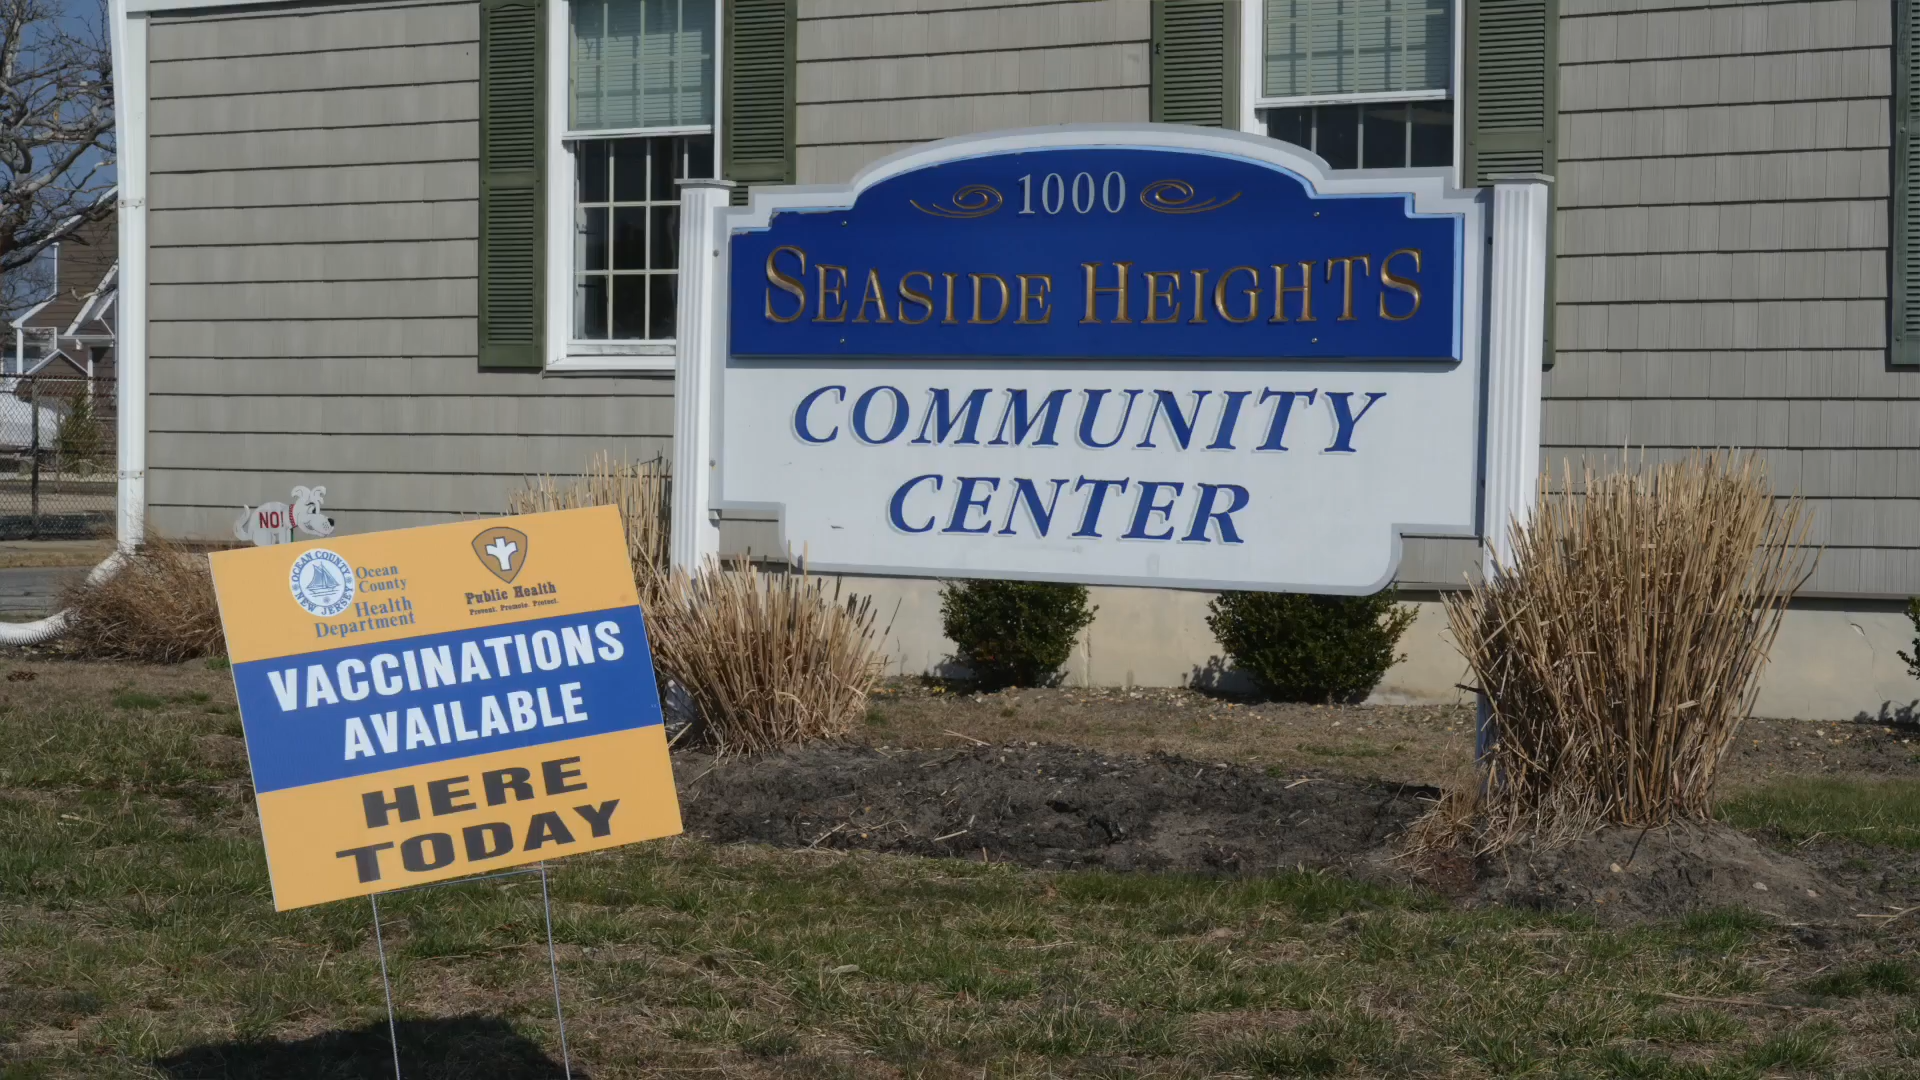 1000
SEASIDE HEIGHTS
COMMUNITY
CENTER
NO!
OCEAN COUNTY
NEW JERSEY
Ocean
County
Health
Department
Public Health
Prevent. Promote. Protect.
VACCINATIONS
AVAILABLE
HERE
TODAY